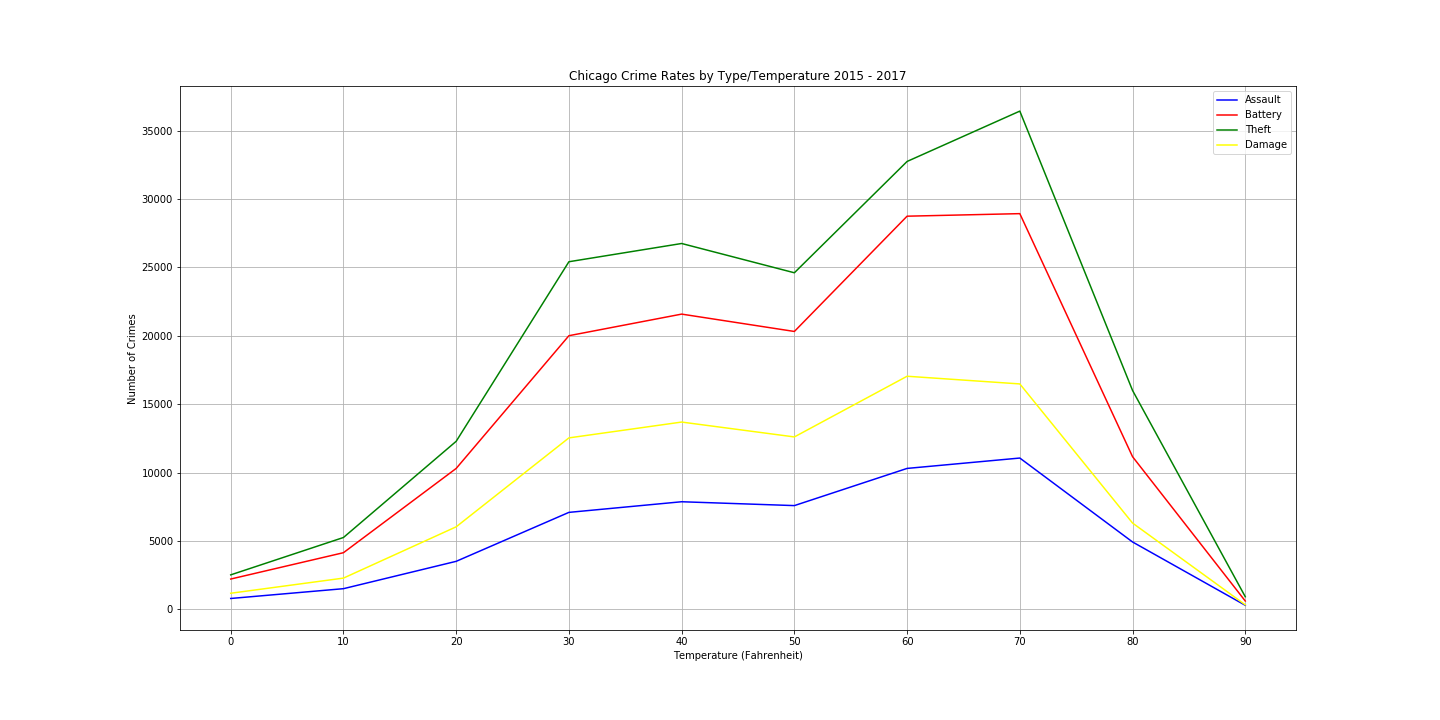 Chicago Crime Rates by Type/Temperature 2015 - 2017
Assault
Battery
Theft
Damage
35000
30000
25000
20000
15000
10000
5000
0
Number of Crimes
0 10 20 30 40 50 60 70 80 90
Temperature (Fahrenheit)